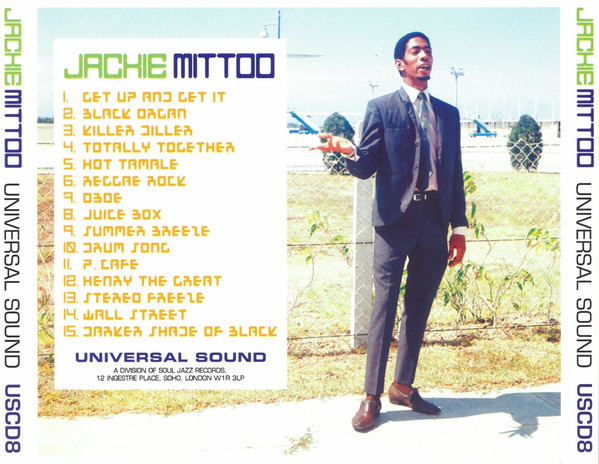 JACKIE MITTOO UNIVERSAL SOUND USCD8
JACKIE MITTOO
1. GET UP AND GET IT
2. BLACK ORGAN
3. KILLER DILLER
4. TOTALLY TOGETHER
5. HOT TAMALE
6. REGGAE ROCK
7. OBOE
8. JUICE BOX
9. SUMMER BREEZE
10. DRUM SONG
11. P. CAFE
12. HENRY THE GREAT
13. STEREO FREEZE
14. WALL STREET
15. DARKER SHADE OF BLACK
UNIVERSAL SOUND
A DIVISION OF SOUL JAZZ RECORDS,
12 INGESTRE PLACE, SOHO, LONDON W1R 3LP
JACKIE MITTOO UNIVERSAL SOUND USCD8